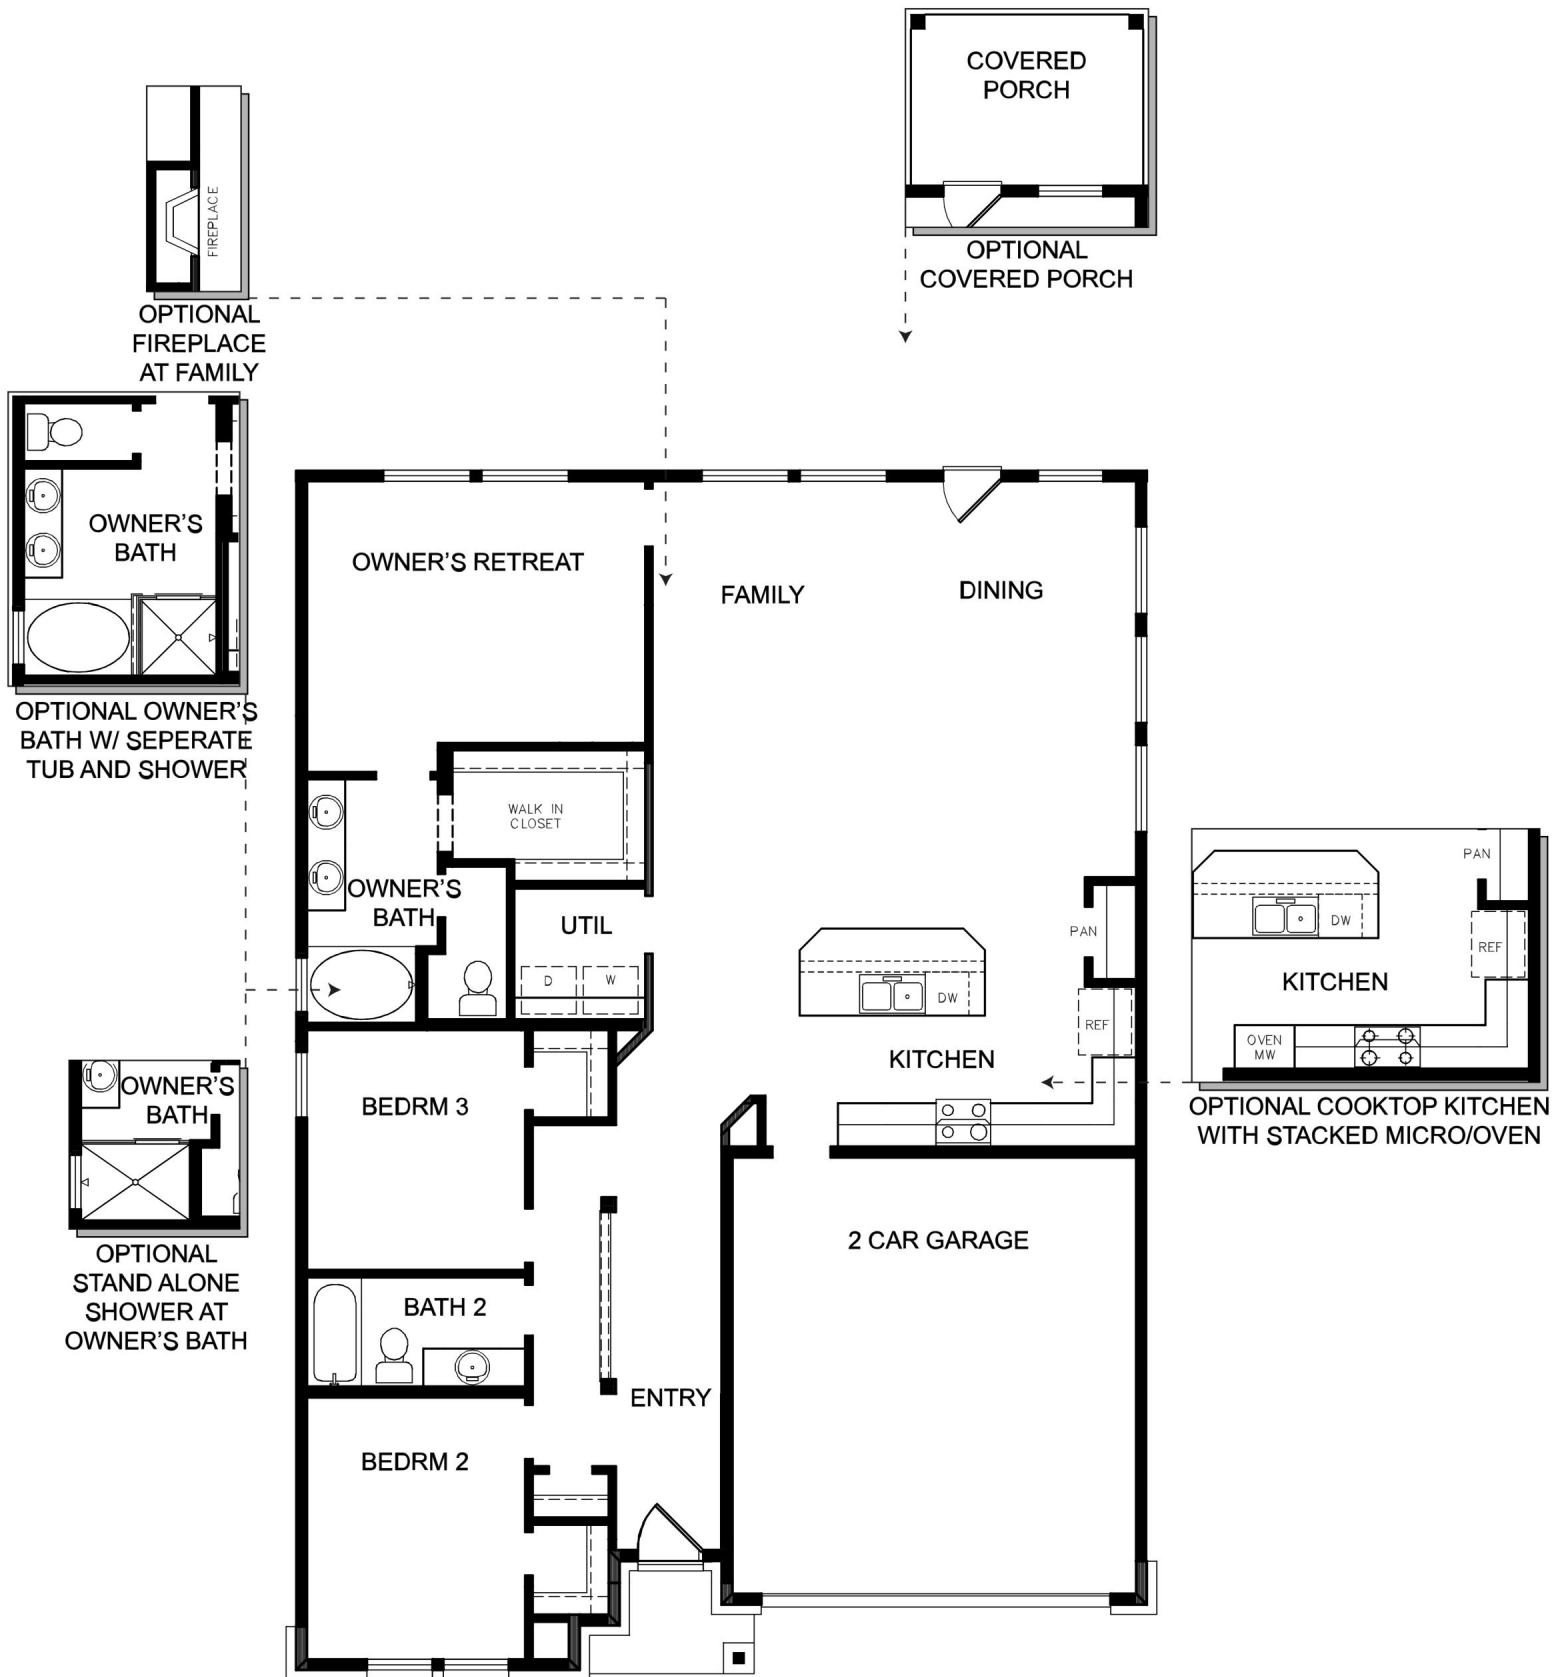 COVERED
PORCH
OPTIONAL
COVERED PORCH
FIREPLACE
OPTIONAL
FIREPLACE
AT FAMILY
OWNER'S
BATH
OPTIONAL OWNER'S
BATH W/ SEPERATE
TUB AND SHOWER
OWNER'S RETREAT
FAMILY
DINING
WALK IN
CLOSET
OWNER'S
BATH
UTIL
D
W
PAN
DW
REF
KITCHEN
PAN
DW
REF
KITCHEN
OVEN
MW
OPTIONAL COOKTOP KITCHEN
WITH STACKED MICRO/OVEN
OWNER'S
BATH
OPTIONAL
STAND ALONE
SHOWER AT
OWNER'S BATH
BEDRM 3
2 CAR GARAGE
BATH 2
ENTRY
BEDRM 2